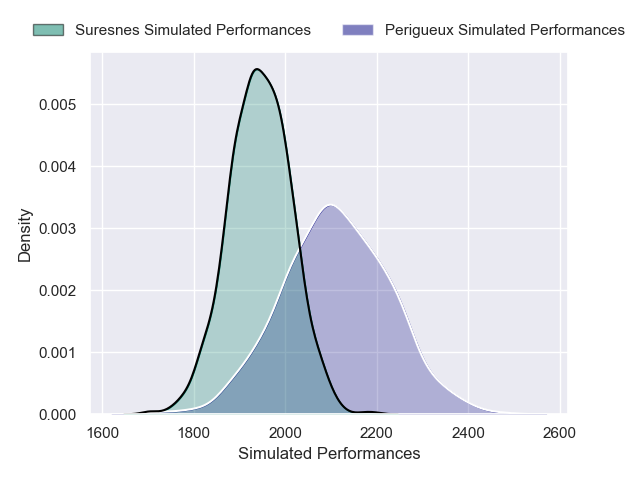 Suresnes Simulated Performances Perigueux Simulated Performances
0.005
0.004
0.003
0.002
0.001
0.000
Density
1600 1800 2000 2200 2400 2600
Simulated Performances